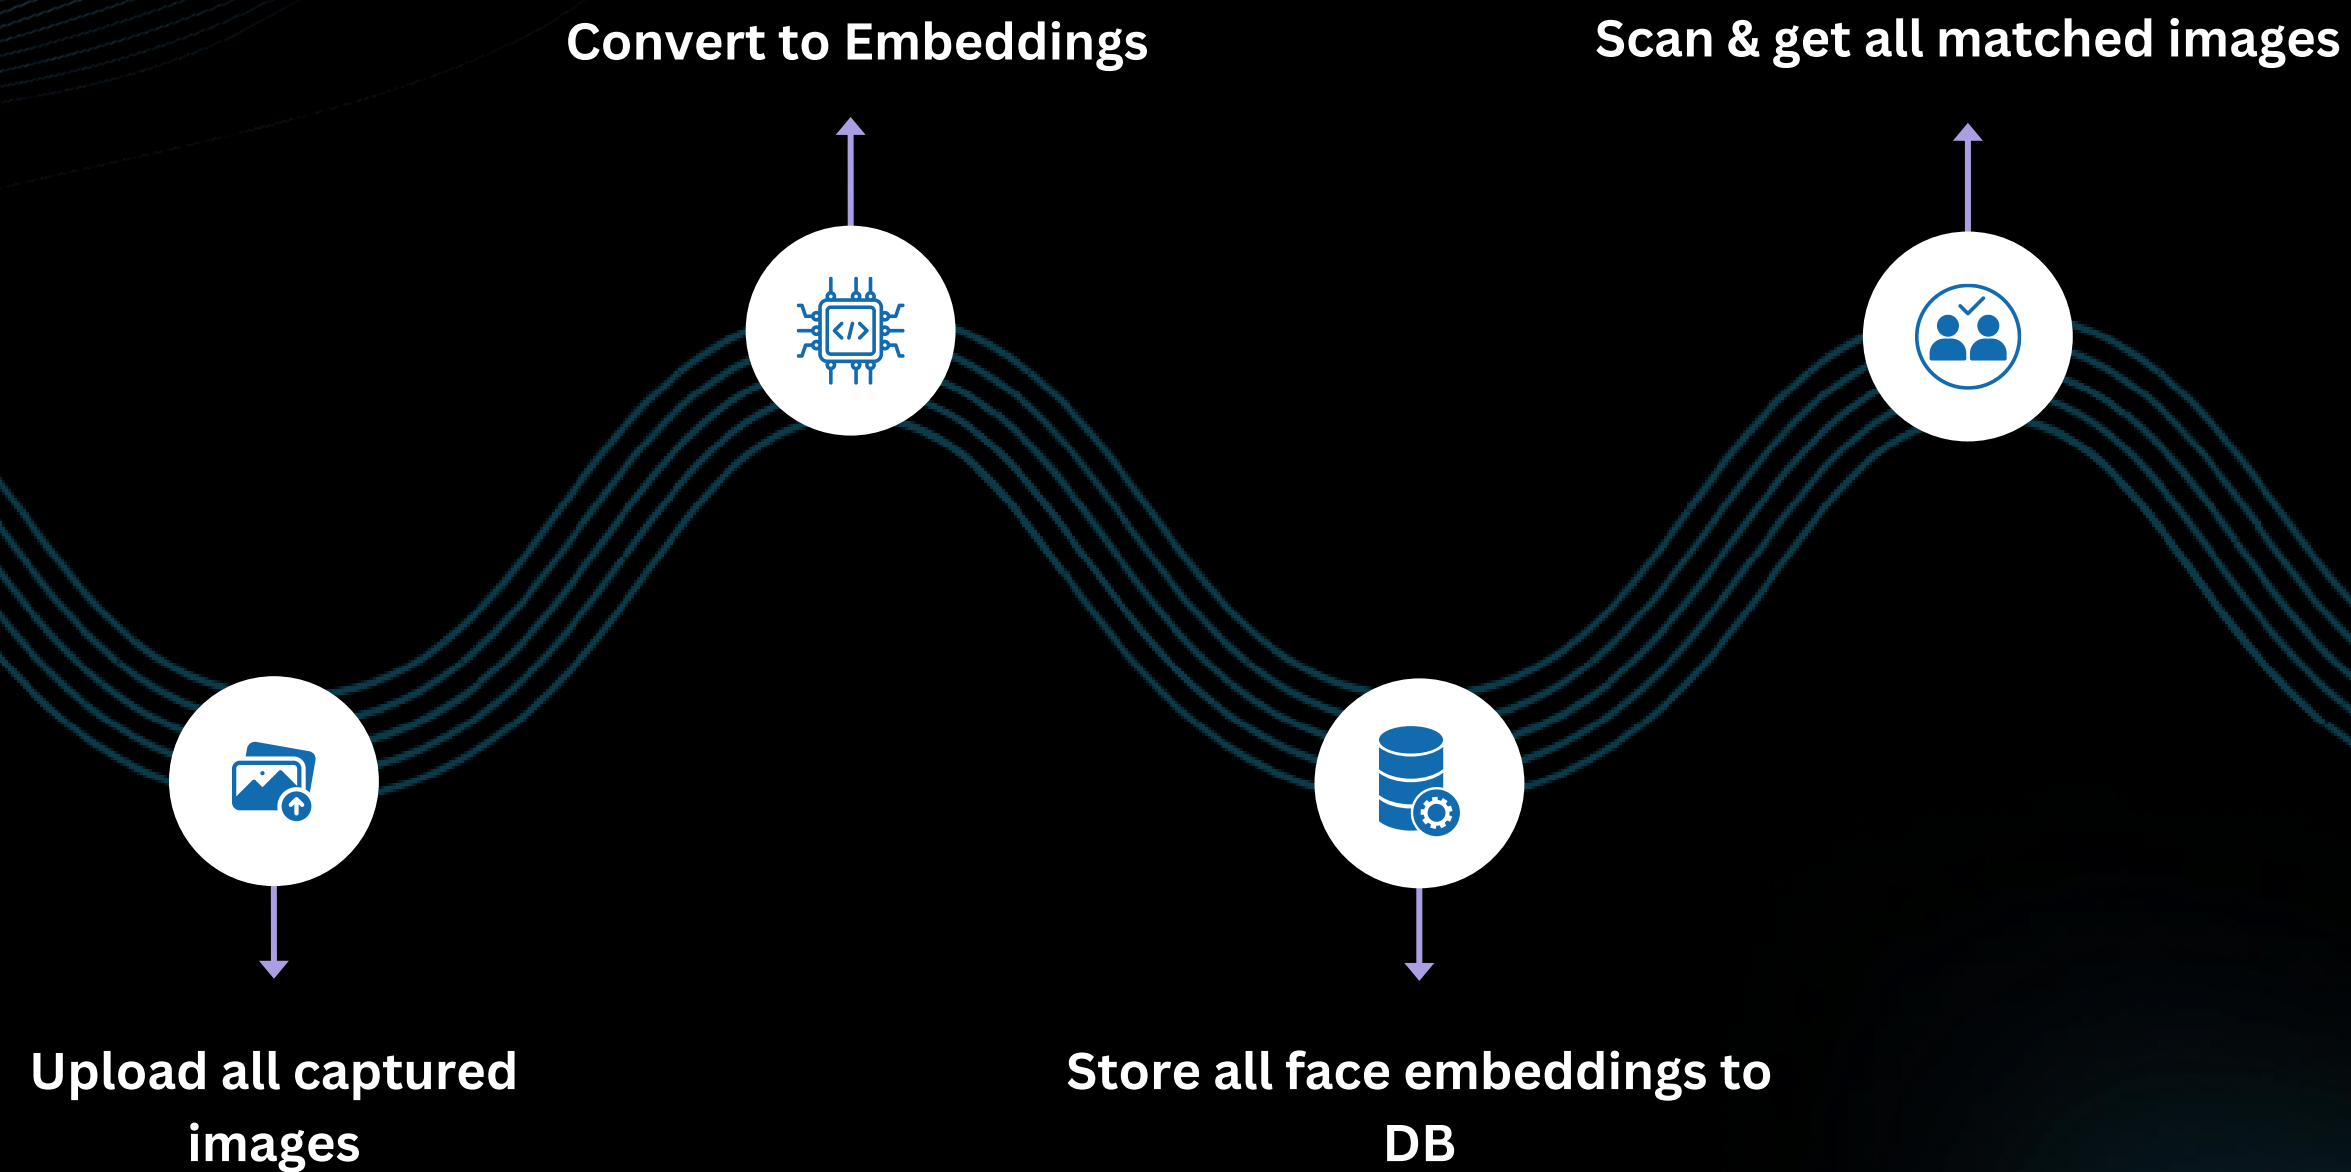 Convert to Embeddings
Scan & get all matched images
</>
Upload all captured
images
Store all face embeddings to
DB